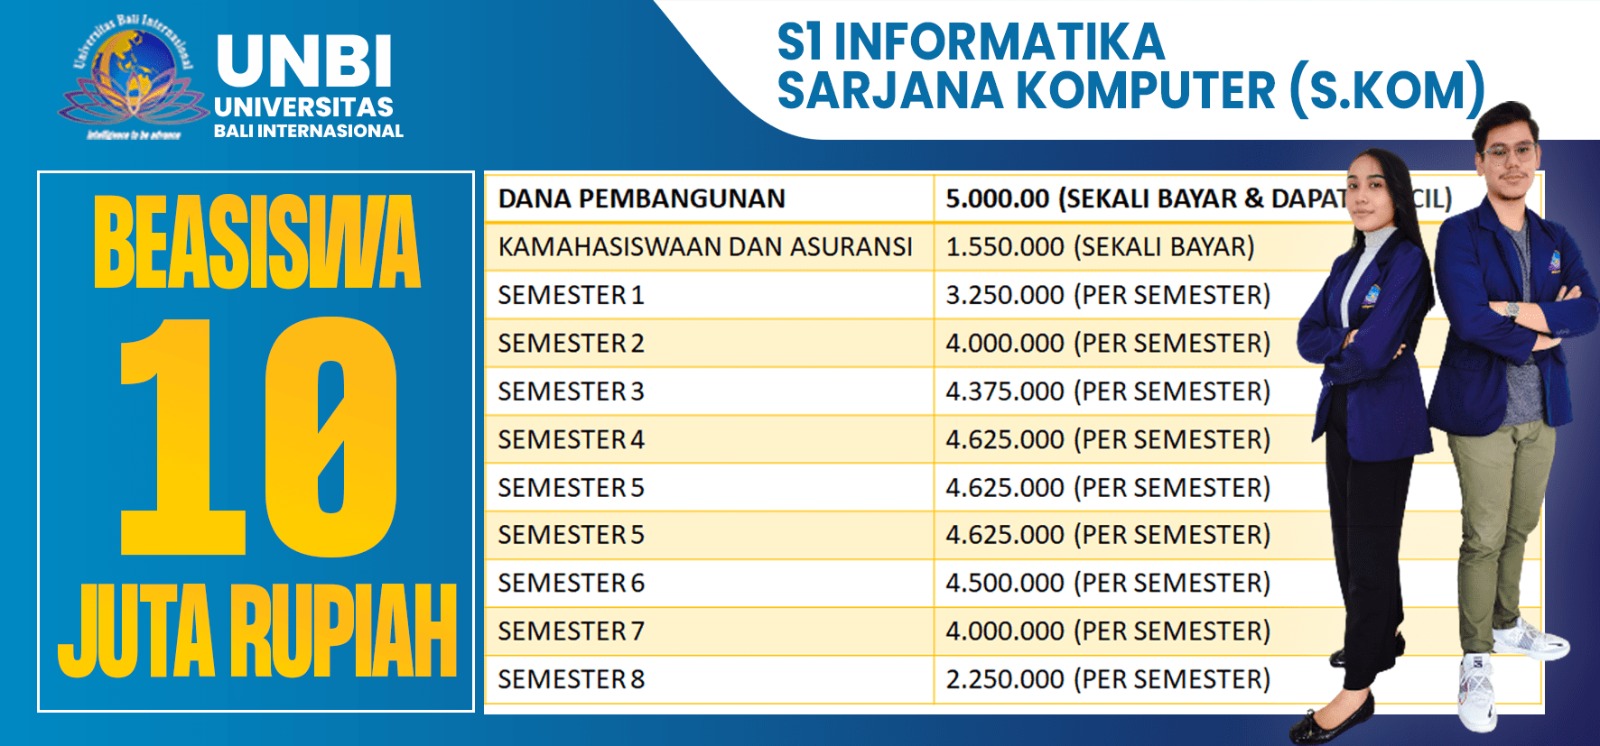 Universitas Bali Internasional
Intelligence to be advance
UNBI
UNIVERSITAS
BALI INTERNASIONAL
S1 INFORMATIKA
SARJANA KOMPUTER (S.KOM)
BEASISWA
10
JUTA RUPIAH
DANA PEMBANGUNAN 5.000.00 (SEKALI BAYAR & DAPAT CIL)
KAMAHASISWAAN DAN ASURANSI 1.550.000 (SEKALI BAYAR)
SEMESTER 1 3.250.000 (PER SEMESTER)
SEMESTER 2 4.000.000 (PER SEMESTER)
SEMESTER 3 4.375.000 (PER SEMESTER)
SEMESTER 4 4.625.000 (PER SEMESTER)
SEMESTER 5 4.625.000 (PER SEMESTER)
SEMESTER 5 4.625.000 (PER SEMESTER)
SEMESTER 6 4.500.000 (PER SEMESTER)
SEMESTER 7 4.000.000 (PER SEMESTER)
SEMESTER 8 2.250.000 (PER SEMESTER)